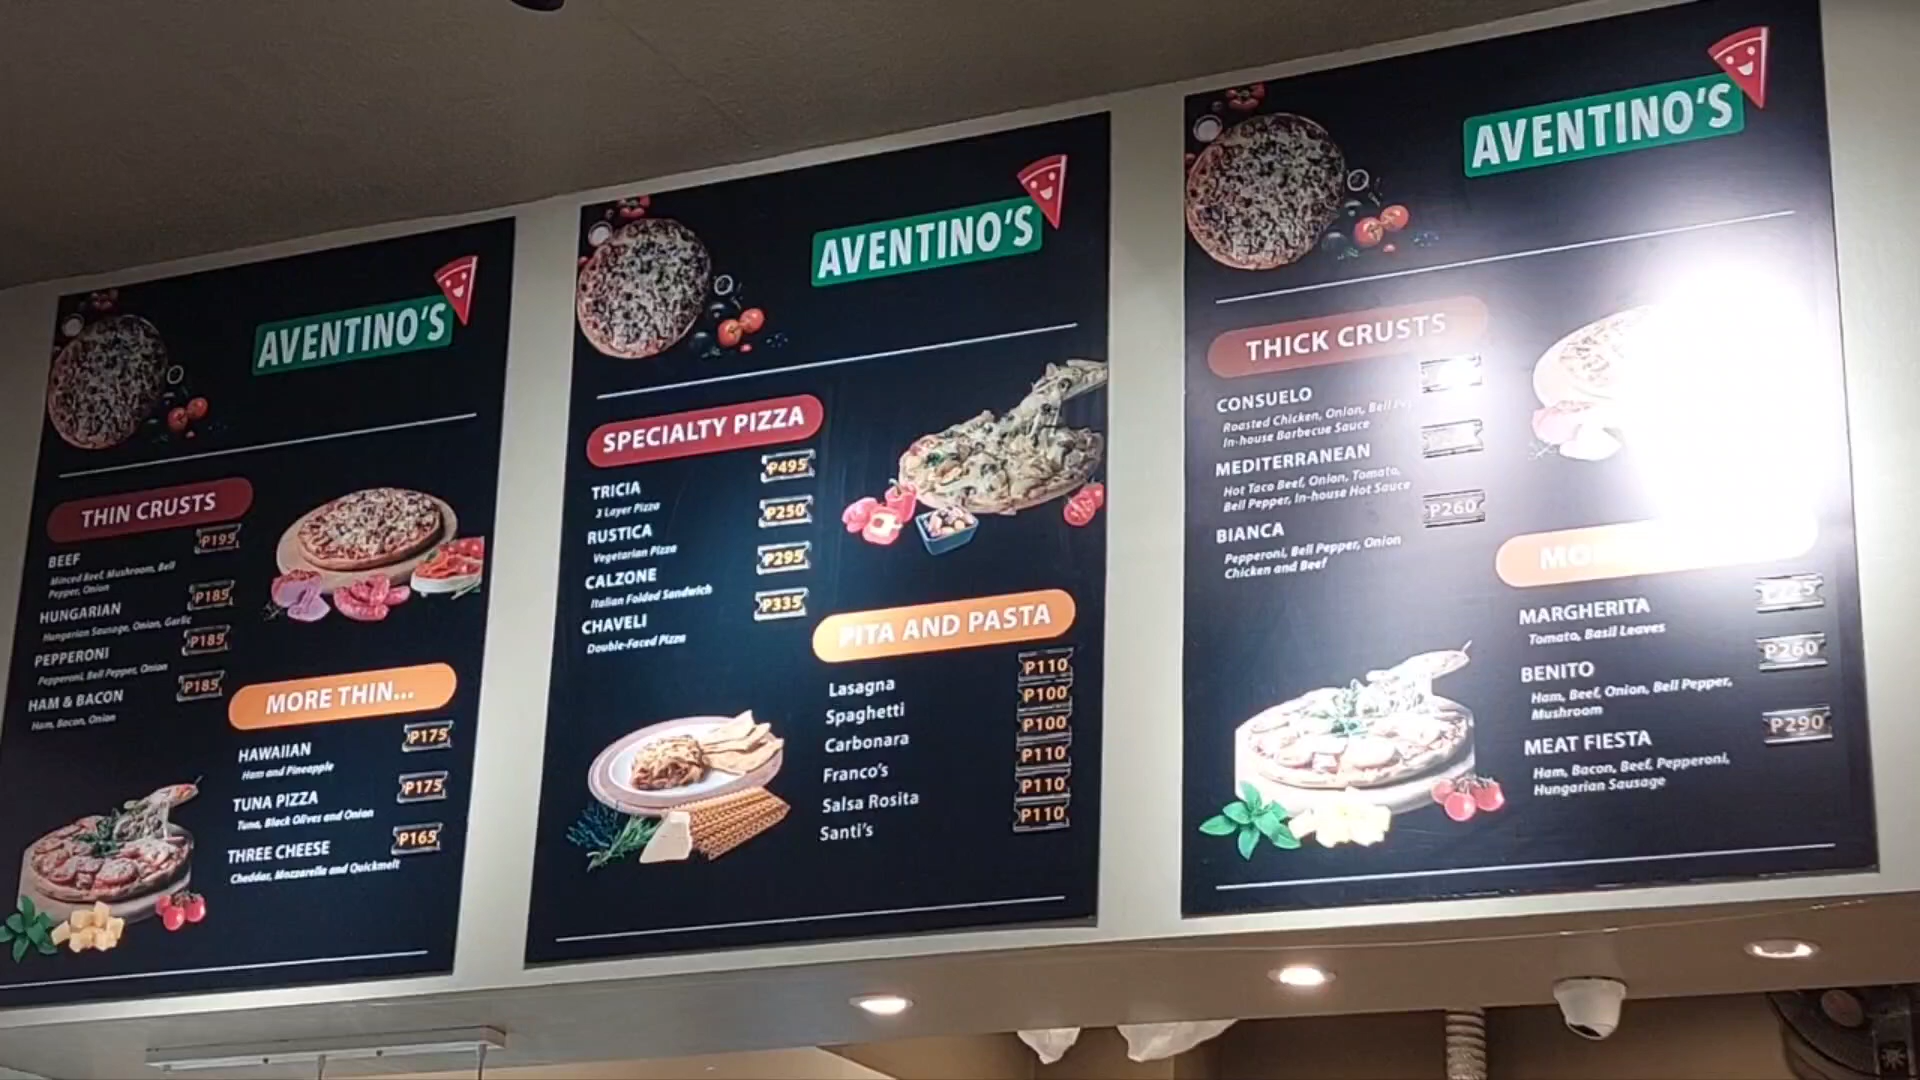 AVENTINO'S
THIN CRUSTS
P195
BEEF
Minced Beef, Mushroom, Bell
Pepper, Onion
P185
HUNGARIAN
Hungarian Sausage, Onion, Garlic
P185
PEPPERONI
Pepperoni, Bell Pepper, Onion
P185
HAM & BACON
Ham, Bacon, Onion
MORE THIN...
P175
HAWAIIAN
Ham and Pineapple
P175
TUNA PIZZA
Tuna, Black Olives and Onion
P165
THREE CHEESE
Cheddar, Mozzarella and Quickmelt
AVENTINO'S
SPECIALTY PIZZA
P495
TRICIA
3 Layer Pizza
P250
RUSTICA
Vegetarian Pizza
P295
CALZONE
Italian Folded Sandwich
P335
CHAVELI
Double-Faced Pizza
PITA AND PASTA
Lasagna P110
Spaghetti P100
Carbonara P100
Franco's P110
Salsa Rosita P110
Santi's P110
AVENTINO'S
THICK CRUSTS
CONSUELO
Roasted Chicken, Onion, Bell
In-house Barbecue Sauce
MEDITERRANEAN
Hot Taco Beef, Onion, Tomato,
Bell Pepper, In-house Hot Sauce
P260
BIANCA
Pepperoni, Bell Pepper, Onion
Chicken and Beef
MARGHERITA
Tomato, Basil Leaves
P260
BENITO
Ham, Beef, Onion, Bell Pepper,
Mushroom
P290
MEAT FIESTA
Ham, Bacon, Beef, Pepperoni,
Hungarian Sausage